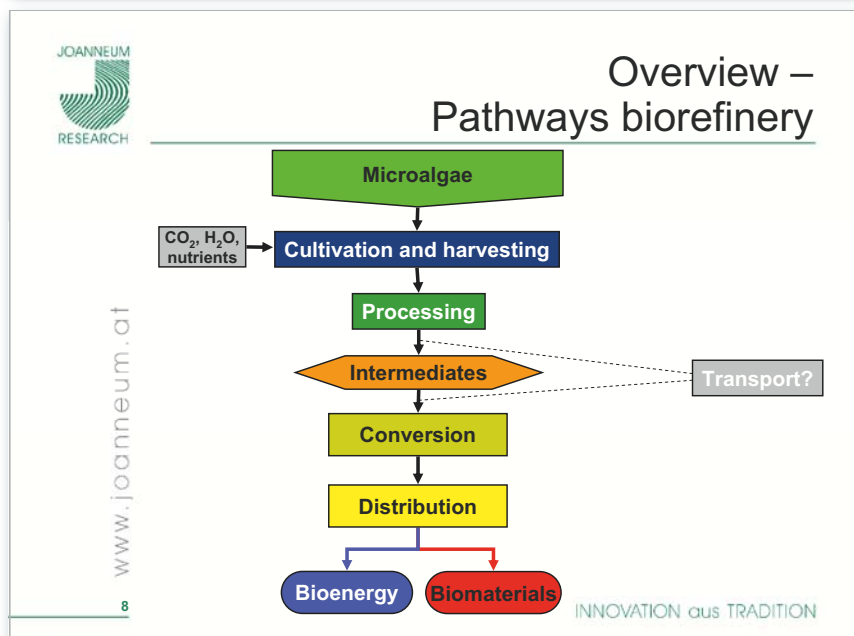 JOANNEUM
RESEARCH
Overview –
Pathways biorefinery
Microalgae
CO₂, H₂O,
nutrients
Cultivation and harvesting
Processing
Intermediates
Transport?
Conversion
Distribution
Bioenergy
Biomaterials
www.joanneum.at
8
INNOVATION aus TRADITION